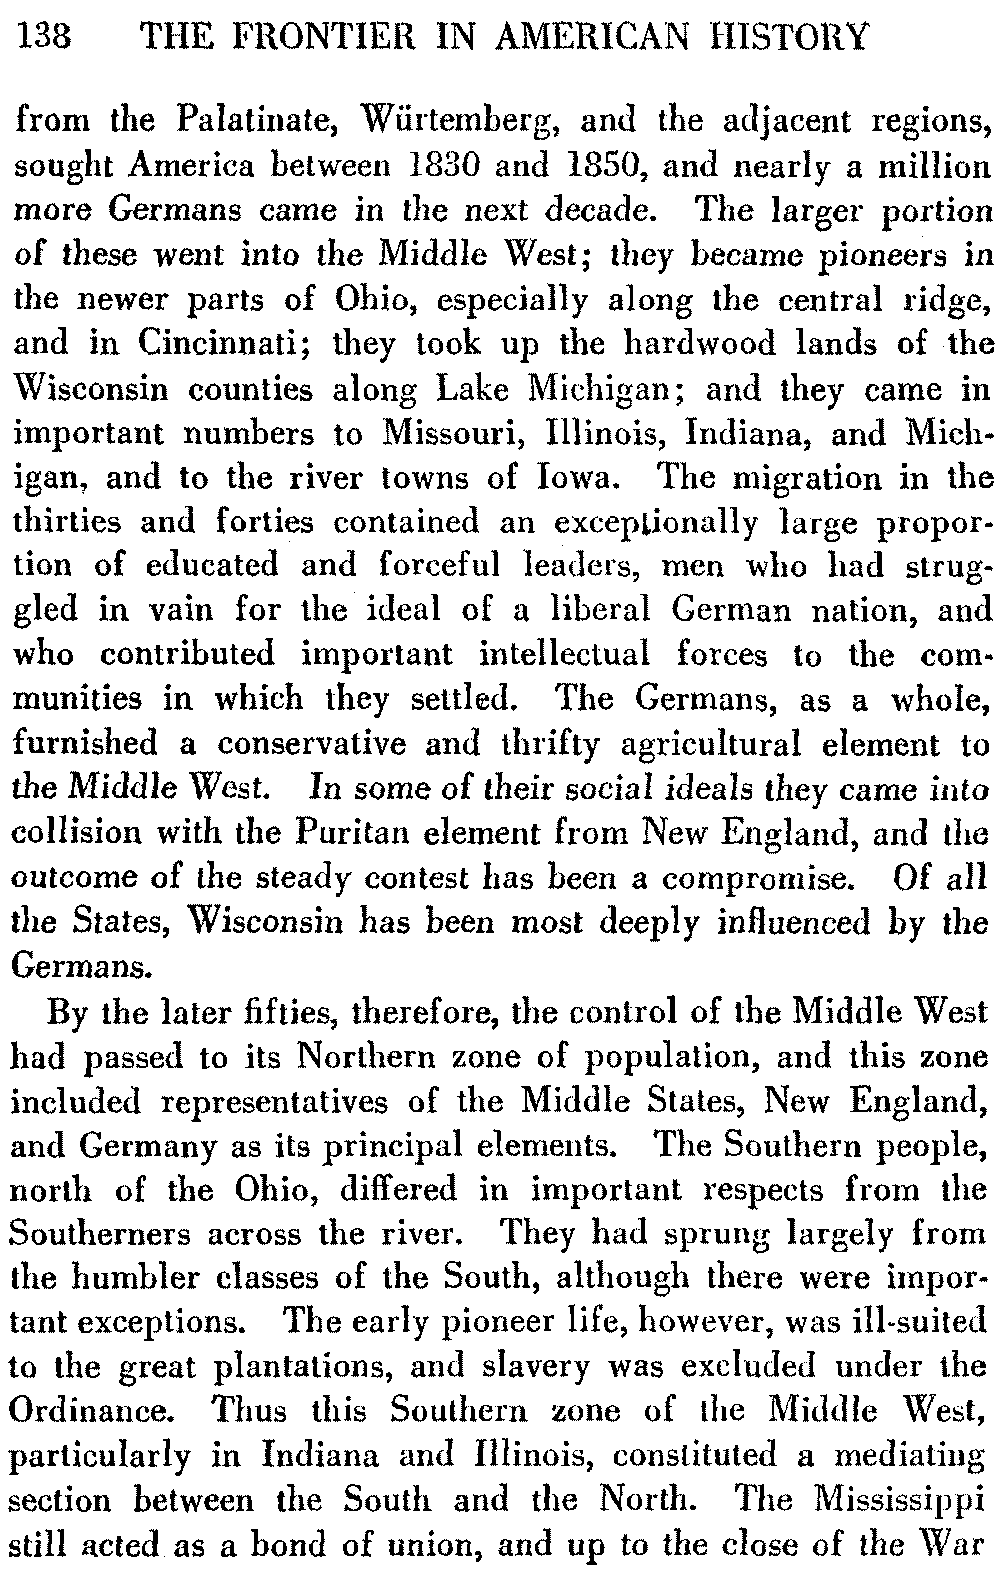 138 THE FRONTIER IN AMERICAN HISTORY
from the Palatinate, Würtemberg, and the adjacent regions,
sought America between 1830 and 1850, and nearly a million
more Germans came in the next decade. The larger portion
of these went into the Middle West; they became pioneers in
the newer parts of Ohio, especially along the central ridge,
and in Cincinnati; they took up the hardwood lands of the
Wisconsin counties along Lake Michigan; and they came in
important numbers to Missouri, Illinois, Indiana, and Mich-
igan, and to the river towns of Iowa. The migration in the
thirties and forties contained an exceptionally large propor-
tion of educated and forceful leaders, men who had strug-
gled in vain for the ideal of a liberal German nation, and
who contributed important intellectual forces to the com-
munities in which they settled. The Germans, as a whole,
furnished a conservative and thrifty agricultural element to
the Middle West. In some of their social ideals they came into
collision with the Puritan element from New England, and the
outcome of the steady contest has been a compromise. Of all
the States, Wisconsin has been most deeply influenced by the
Germans.
By the later fifties, therefore, the control of the Middle West
had passed to its Northern zone of population, and this zone
included representatives of the Middle States, New England,
and Germany as its principal elements. The Southern people,
north of the Ohio, differed in important respects from the
Southerners across the river. They had sprung largely from
the humbler classes of the South, although there were impor-
tant exceptions. The early pioneer life, however, was ill-suited
to the great plantations, and slavery was excluded under the
Ordinance. Thus this Southern zone of the Middle West,
particularly in Indiana and Illinois, constituted a mediating
section between the South and the North. The Mississippi
still acted as a bond of union, and up to the close of the War